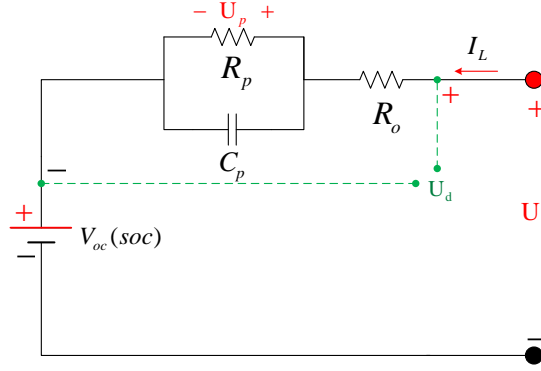 − U_p +
R_p
I_L
+
+
R_o
C_p
−
U_d
+
U
V_oc(soc)
−
−